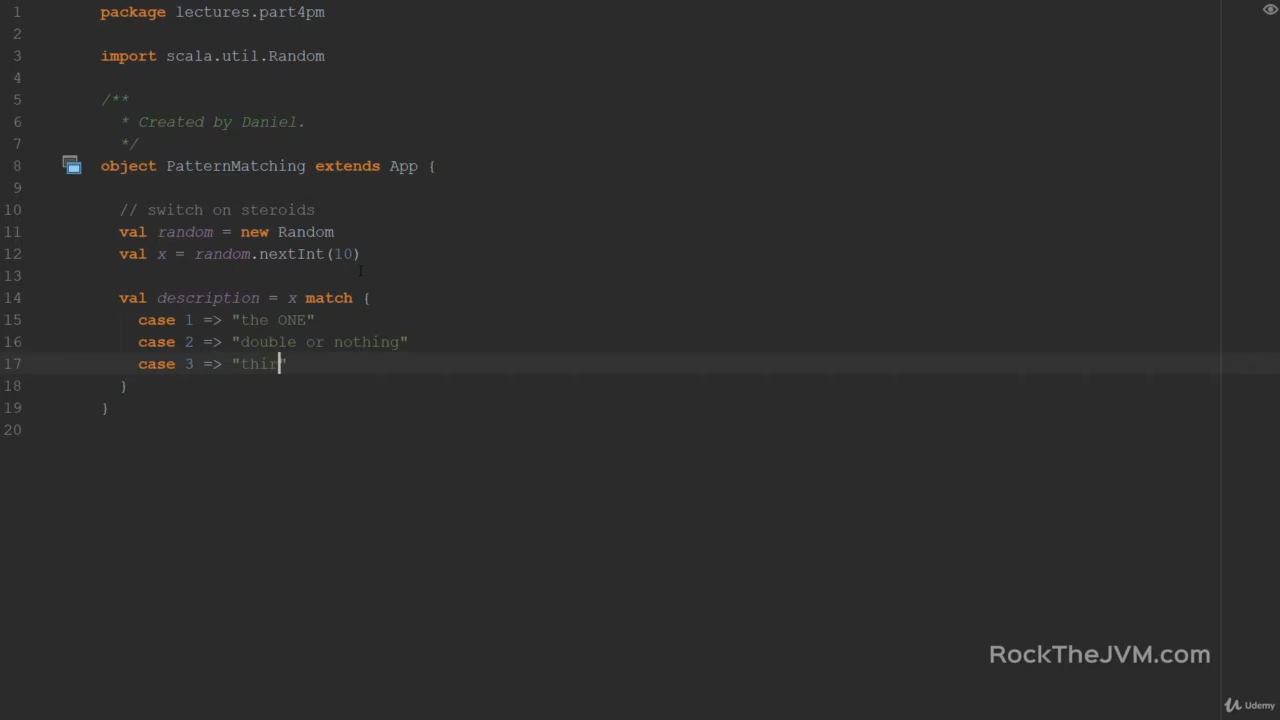 1 package lectures.part4pm
2
3 import scala.util.Random
4
5 /**
6 * Created by Daniel.
7 */
8 object PatternMatching extends App {
9
10 // switch on steroids
11 val random = new Random
12 val x = random.nextInt(10)
13
14 val description = x match {
15 case 1 => "the ONE"
16 case 2 => "double or nothing"
17 case 3 => "thir"
18 }
19 }
20
RockTheJVM.com
Udemy